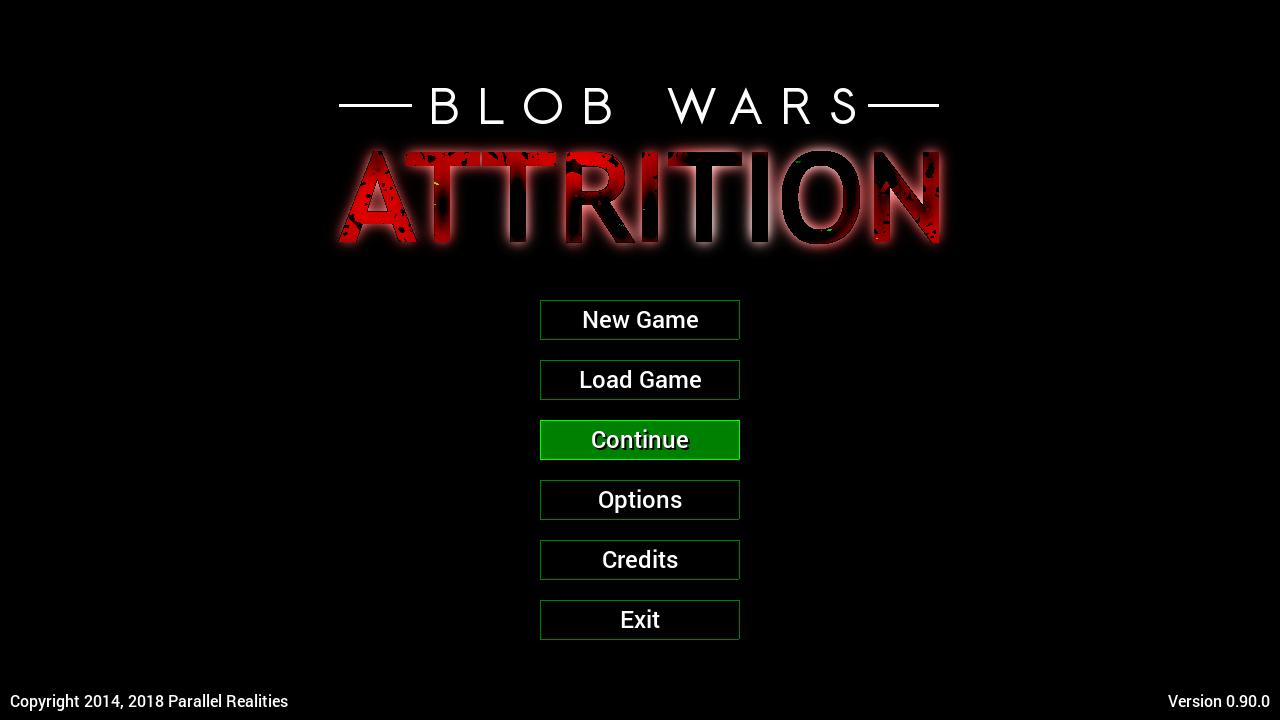 BLOB WARS
ATTRITION
New Game
Load Game
Continue
Options
Credits
Exit
Copyright 2014, 2018 Parallel Realities
Version 0.90.0